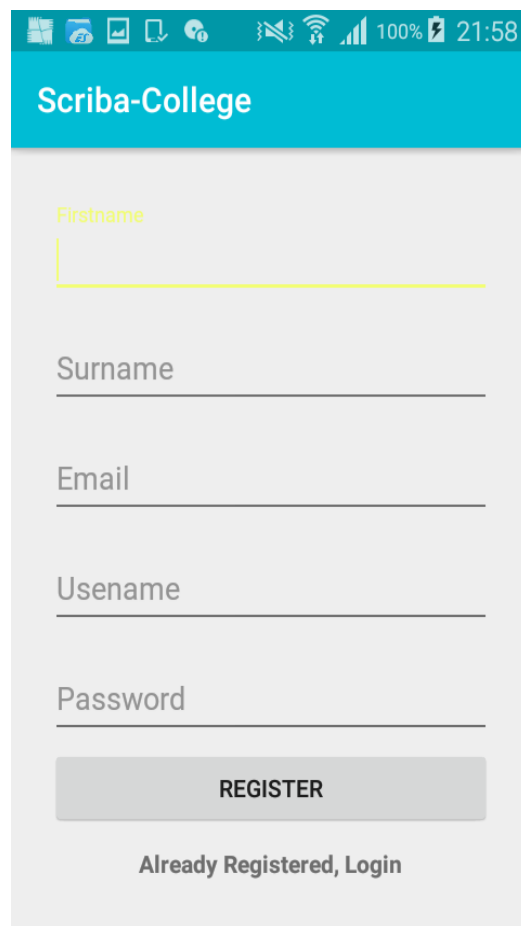 100% 21:58
Scriba-College
Firstname
Surname
Email
Usename
Password
REGISTER
Already Registered, Login